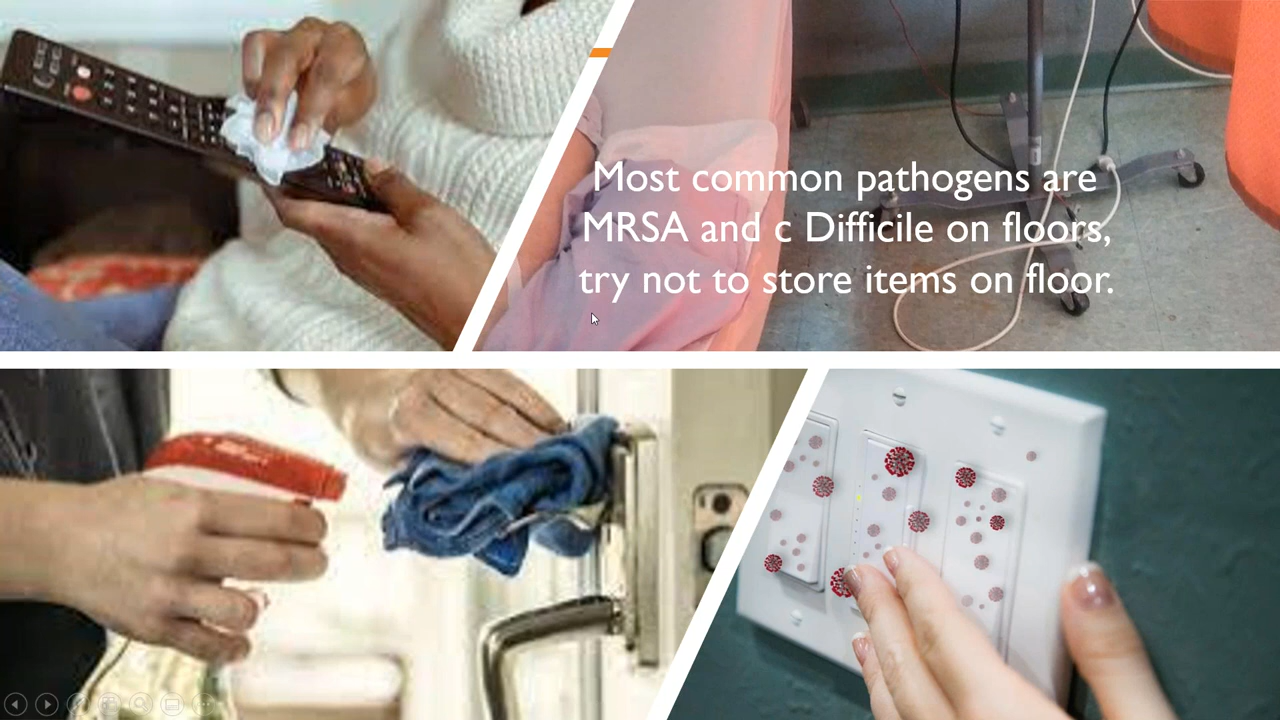 Most common pathogens are
MRSA and c Difficile on floors,
try not to store items on floor.